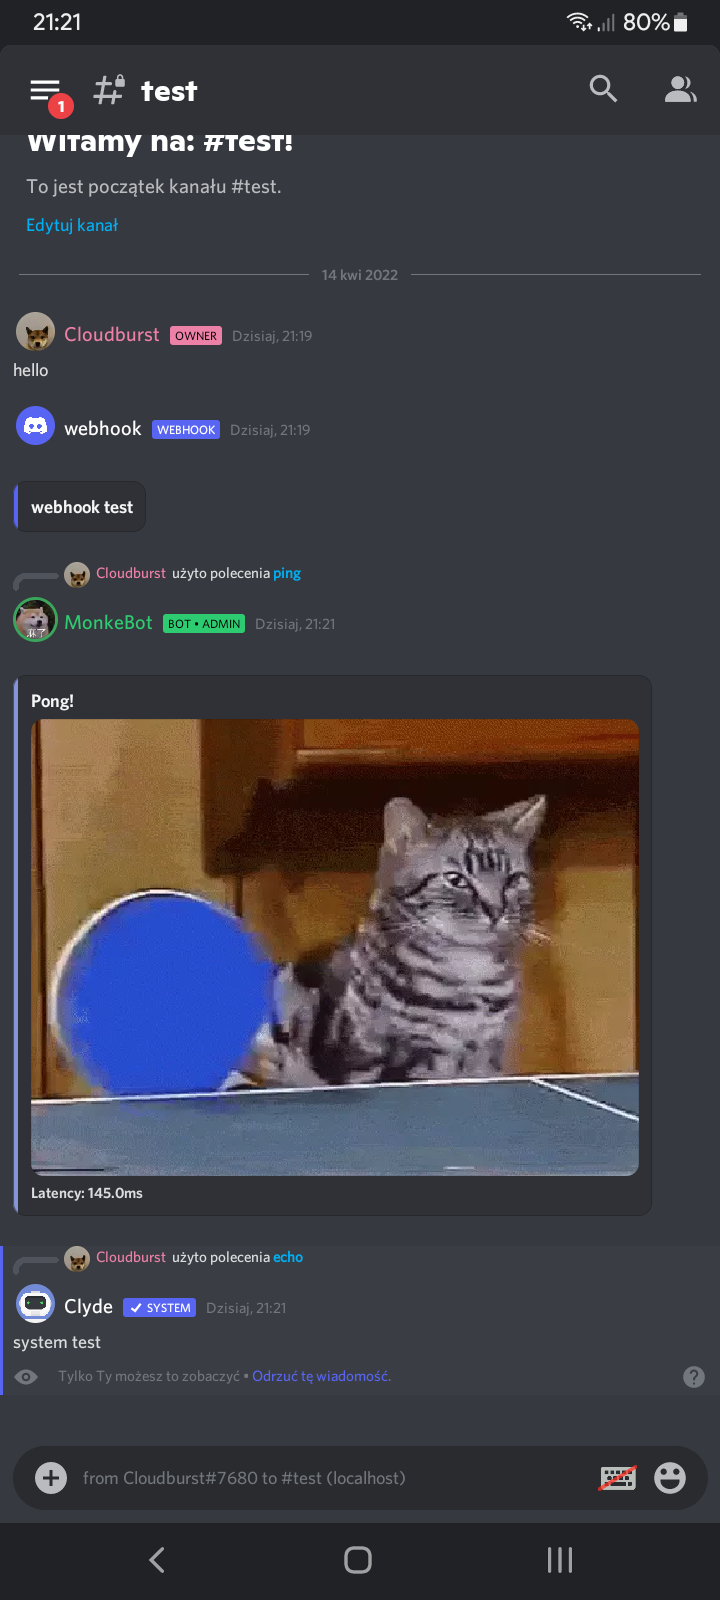 21:21
80%
1
# test
Witamy na: #test!
To jest początek kanału #test.
Edytuj kanał
14 kwi 2022
Cloudburst OWNER Dzisiaj, 21:19
hello
webhook WEBHOOK Dzisiaj, 21:19
webhook test
Cloudburst użyto polecenia ping
MonkeBot BOT • ADMIN Dzisiaj, 21:21
Pong!
Latency: 145.0ms
Cloudburst użyto polecenia echo
Clyde SYSTEM Dzisiaj, 21:21
system test
Tylko Ty możesz to zobaczyć • Odrzuć tę wiadomość.
from Cloudburst#7680 to #test (localhost)